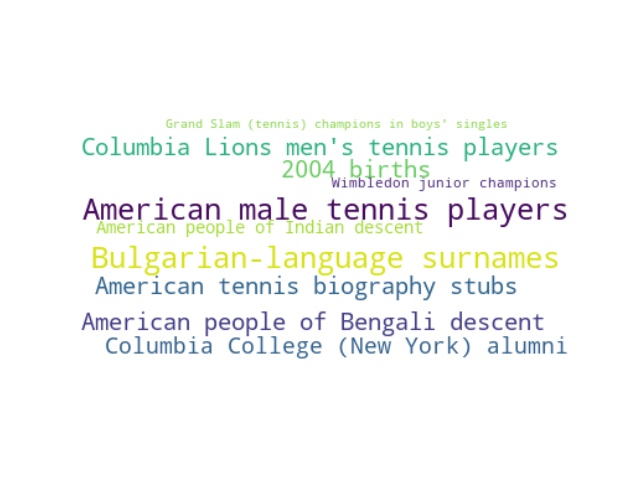 Grand Slam (tennis) champions in boys' singles
Columbia Lions men's tennis players
2004 births
Wimbledon junior champions
American male tennis players
American people of Indian descent
Bulgarian-language surnames
American tennis biography stubs
American people of Bengali descent
Columbia College (New York) alumni